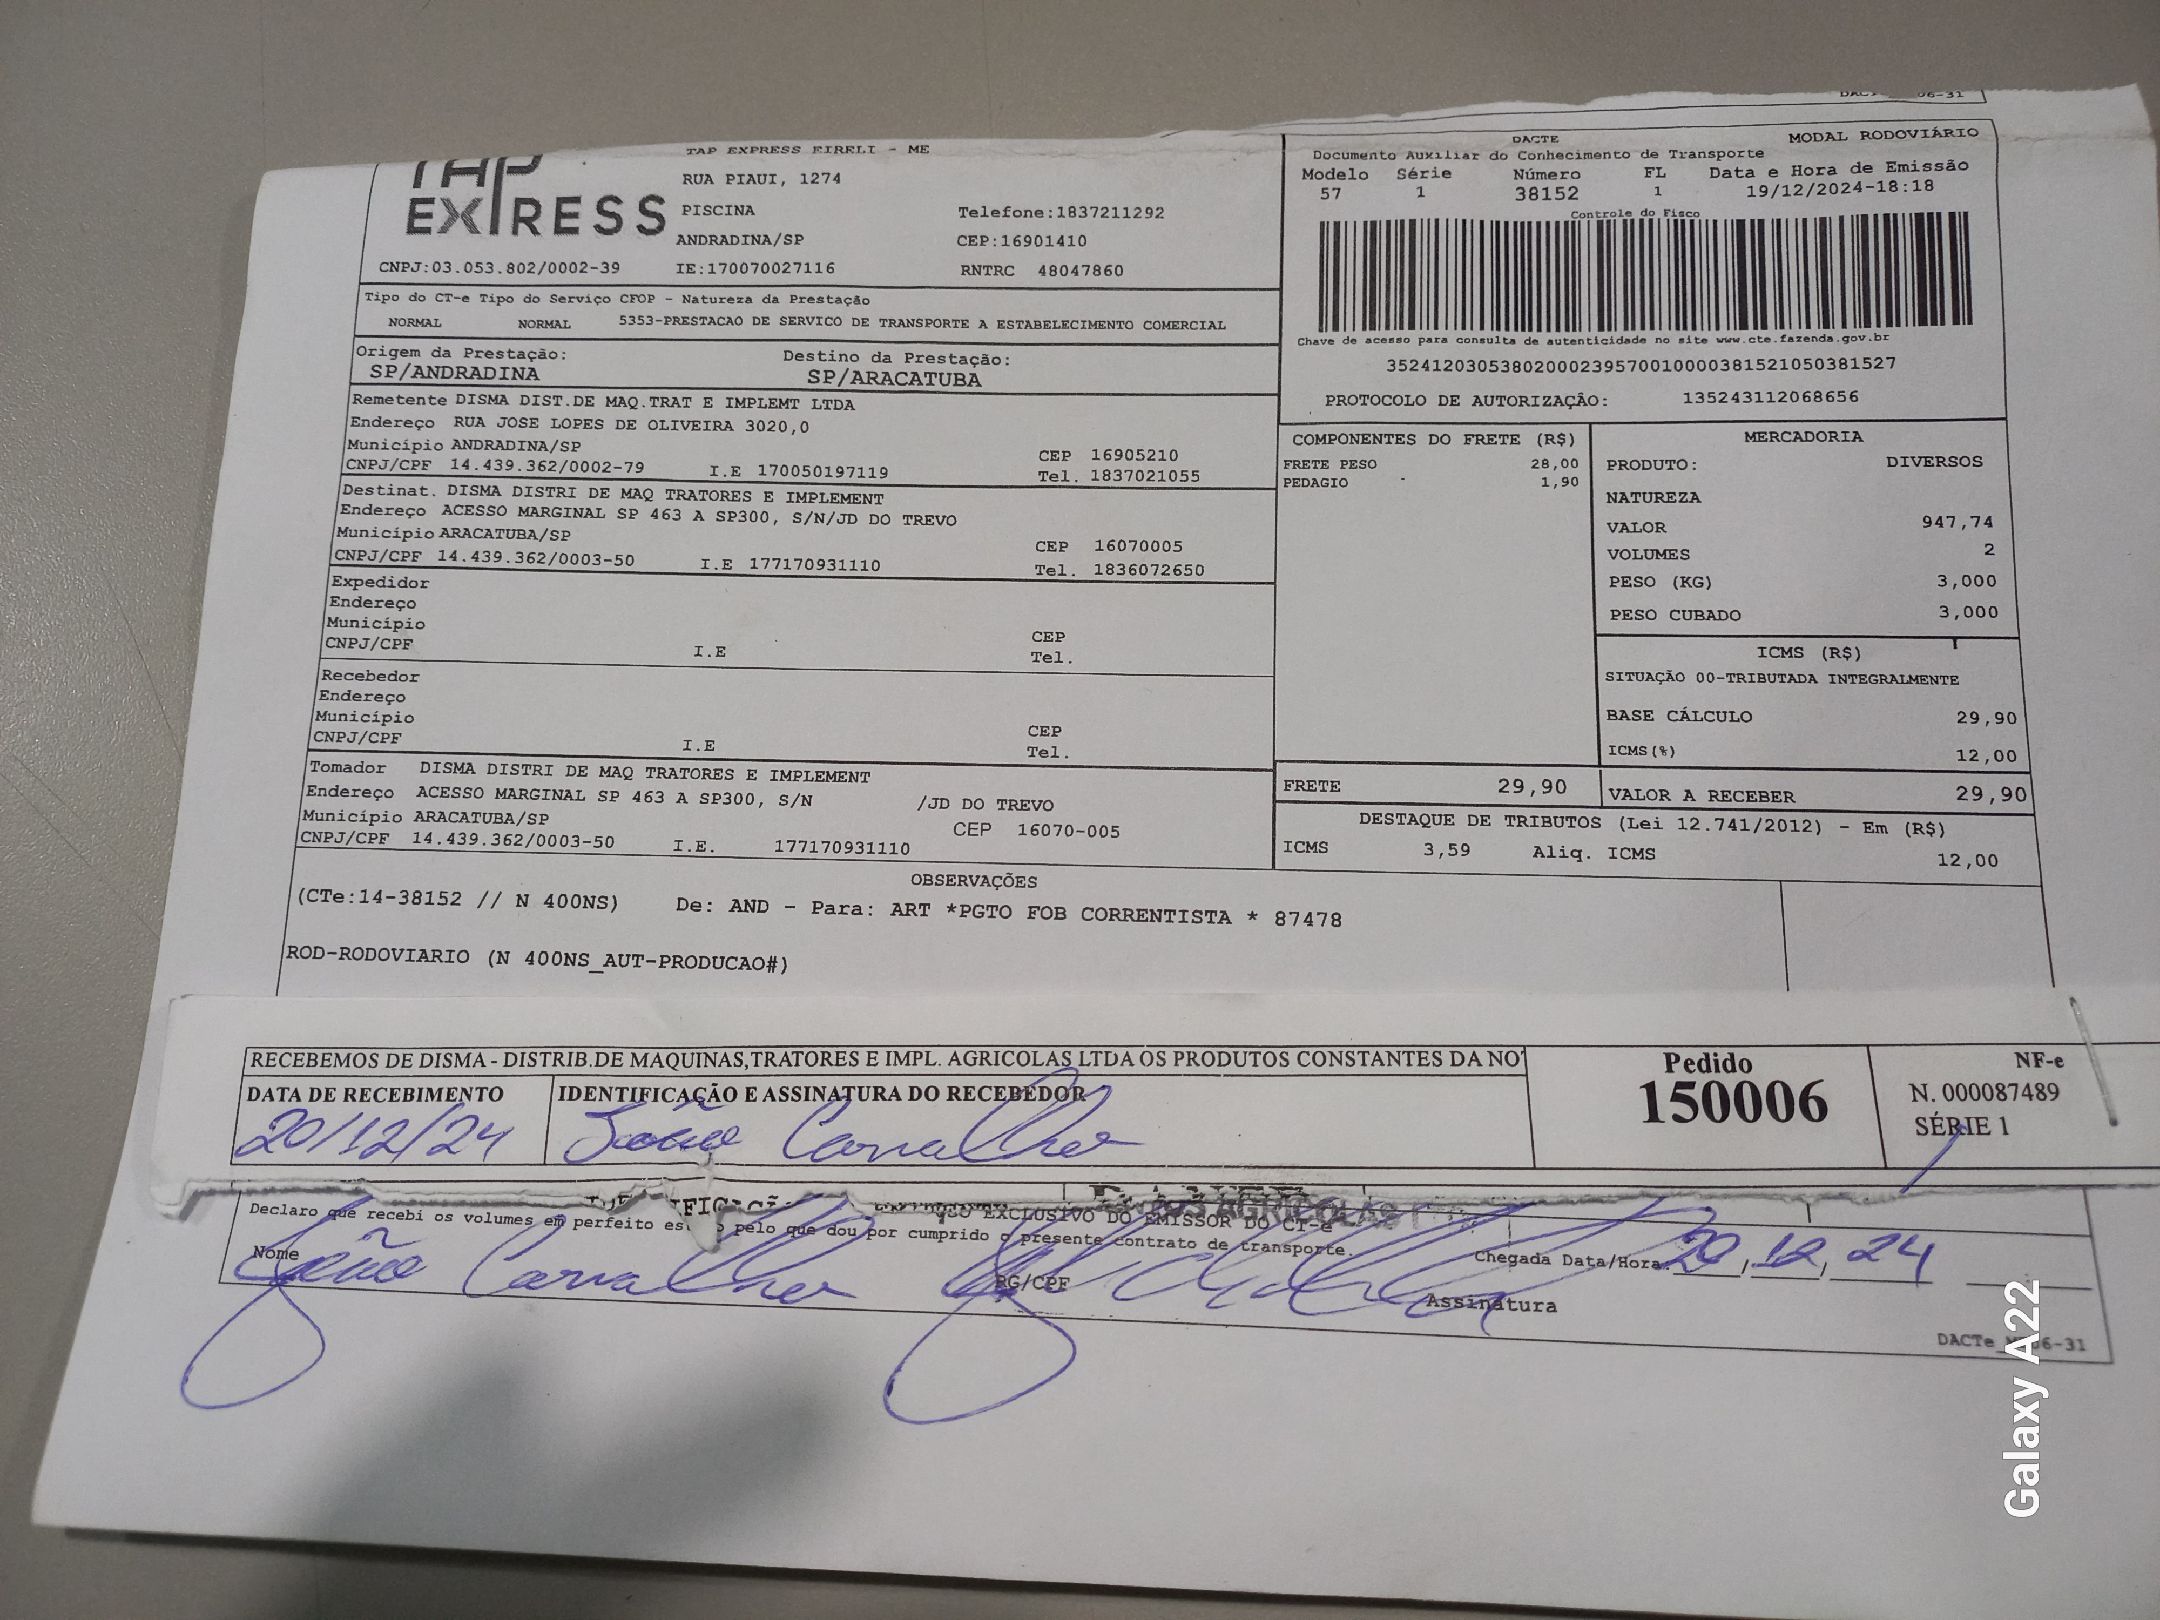 DACTE 06-31
TAP EXPRESS
TAP EXPRESS EIRELI - ME
RUA PIAUI, 1274
PISCINA Telefone:1837211292
ANDRADINA/SP CEP:16901410
CNPJ:03.053.802/0002-39 IE:170070027116 RNTRC 48047860
DACTE MODAL RODOVIÁRIO
Documento Auxiliar do Conhecimento de Transporte
Modelo Série Número FL Data e Hora de Emissão
57 1 38152 1 19/12/2024-18:18
Controle do Fisco
Chave de acesso para consulta de autenticidade no site www.cte.fazenda.gov.br
35241203053802000239570010000381521050381527
PROTOCOLO DE AUTORIZAÇÃO: 135243112068656
Tipo do CT-e Tipo do Serviço CFOP - Natureza da Prestação
NORMAL NORMAL 5353-PRESTACAO DE SERVICO DE TRANSPORTE A ESTABELECIMENTO COMERCIAL
Origem da Prestação: Destino da Prestação:
SP/ANDRADINA SP/ARACATUBA
Remetente DISMA DIST.DE MAQ.TRAT E IMPLEMT LTDA
Endereço RUA JOSE LOPES DE OLIVEIRA 3020,0
Município ANDRADINA/SP CEP 16905210
CNPJ/CPF 14.439.362/0002-79 I.E 170050197119 Tel. 1837021055
Destinat. DISMA DISTRI DE MAQ TRATORES E IMPLEMENT
Endereço ACESSO MARGINAL SP 463 A SP300, S/N/JD DO TREVO
Município ARACATUBA/SP CEP 16070005
CNPJ/CPF 14.439.362/0003-50 I.E 177170931110 Tel. 1836072650
Expedidor
Endereço
Município CEP
CNPJ/CPF I.E Tel.
Recebedor
Endereço
Município CEP
CNPJ/CPF I.E Tel.
Tomador DISMA DISTRI DE MAQ TRATORES E IMPLEMENT
Endereço ACESSO MARGINAL SP 463 A SP300, S/N /JD DO TREVO
Município ARACATUBA/SP CEP 16070-005
CNPJ/CPF 14.439.362/0003-50 I.E. 177170931110
COMPONENTES DO FRETE (R$)
FRETE PESO 28,00
PEDAGIO - 1,90
MERCADORIA
PRODUTO: DIVERSOS
NATUREZA
VALOR 947,74
VOLUMES 2
PESO (KG) 3,000
PESO CUBADO 3,000
ICMS (R$)
SITUAÇÃO 00-TRIBUTADA INTEGRALMENTE
BASE CÁLCULO 29,90
ICMS(%) 12,00
FRETE 29,90 VALOR A RECEBER 29,90
DESTAQUE DE TRIBUTOS (Lei 12.741/2012) - Em (R$)
ICMS 3,59 Aliq. ICMS 12,00
OBSERVAÇÕES
(CTe:14-38152 // N 400NS) De: AND - Para: ART *PGTO FOB CORRENTISTA * 87478
ROD-RODOVIARIO (N 400NS_AUT-PRODUCAO#)
RECEBEMOS DE DISMA - DISTRIB.DE MAQUINAS,TRATORES E IMPL. AGRICOLAS LTDA OS PRODUTOS CONSTANTES DA NO
DATA DE RECEBIMENTO IDENTIFICAÇÃO E ASSINATURA DO RECEBEDOR
20/12/24 João Carvalho
Pedido
150006
NF-e
N. 000087489
SÉRIE 1
USO EXCLUSIVO DO EMISSOR DO CT-e
Declaro que recebi os volumes em perfeito es o pelo que dou por cumprido o presente contrato de transporte.
Nome João Carvalho RG/CPF Assinatura
Chegada Data/Hora: 20, 12, 24
DACTe 06-31
Galaxy A22